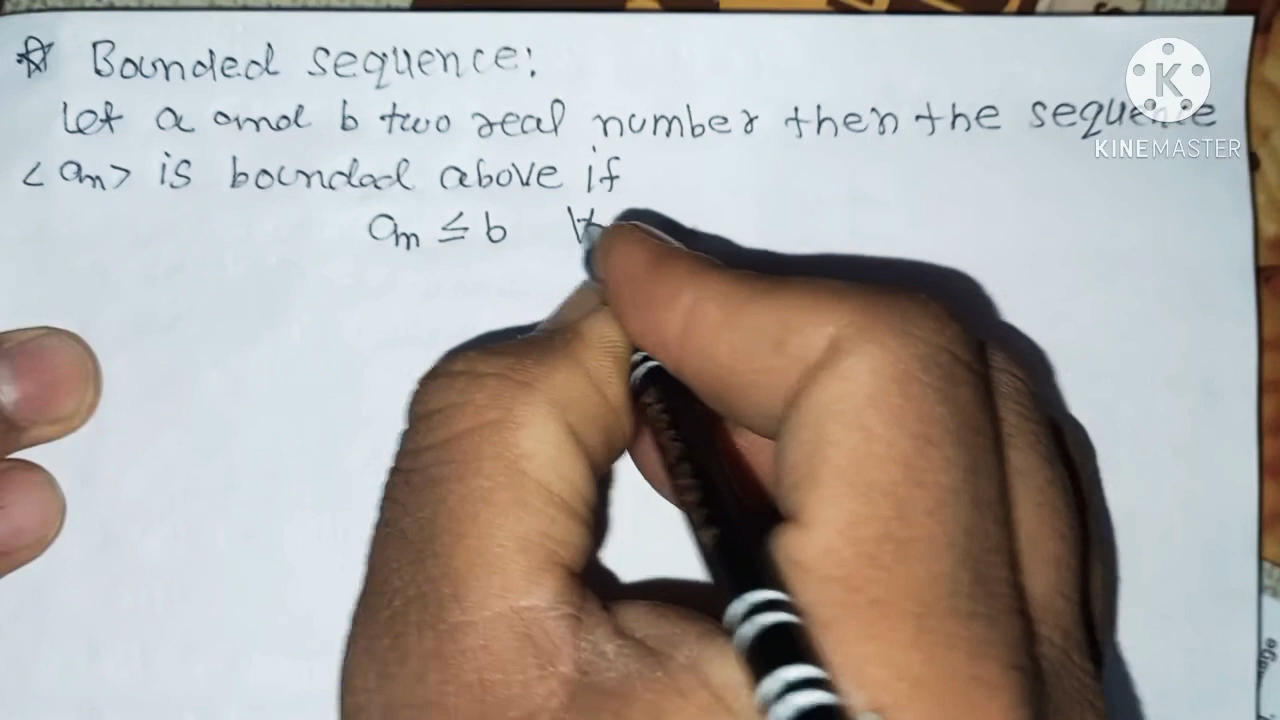 ☆ Bounded sequence:
Let a and b two real number then the sequence
<an> is bounded above if
an ≤ b ∀
K
KINEMASTER